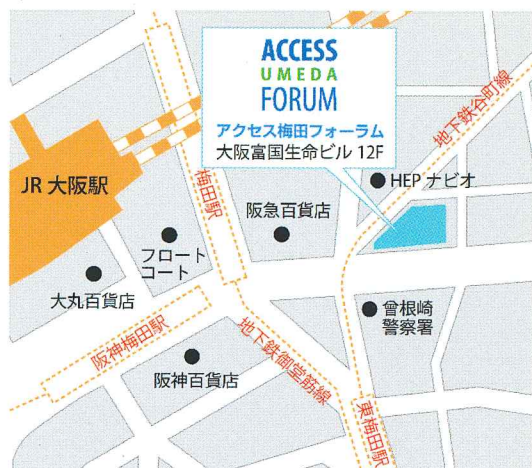 ACCESS
UMEDA
FORUM
アクセス梅田フォーラム
大阪富国生命ビル 12F
地下鉄谷町線
JR 大阪駅
梅田駅
HEP ナビオ
阪急百貨店
フロート
コート
大丸百貨店
曾根崎
警察署
阪神梅田駅
地下鉄御堂筋線
阪神百貨店
東梅田駅